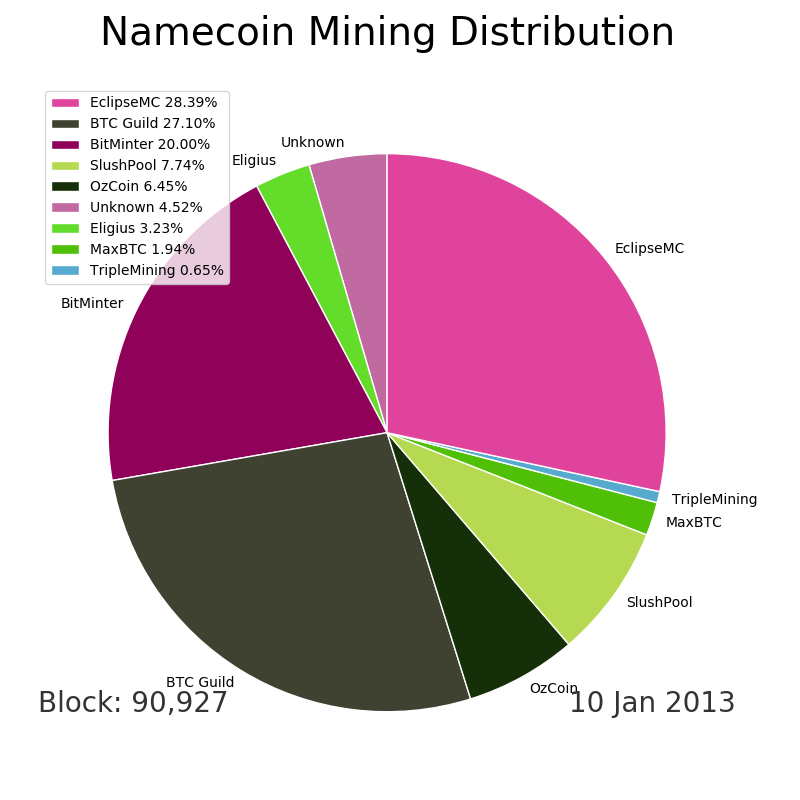 Namecoin Mining Distribution
EclipseMC 28.39%
BTC Guild 27.10%
BitMinter 20.00%
SlushPool 7.74%
OzCoin 6.45%
Unknown 4.52%
Eligius 3.23%
MaxBTC 1.94%
TripleMining 0.65%
Unknown
Eligius
EclipseMC
BitMinter
TripleMining
MaxBTC
SlushPool
BTC Guild
OzCoin
Block: 90,927
10 Jan 2013